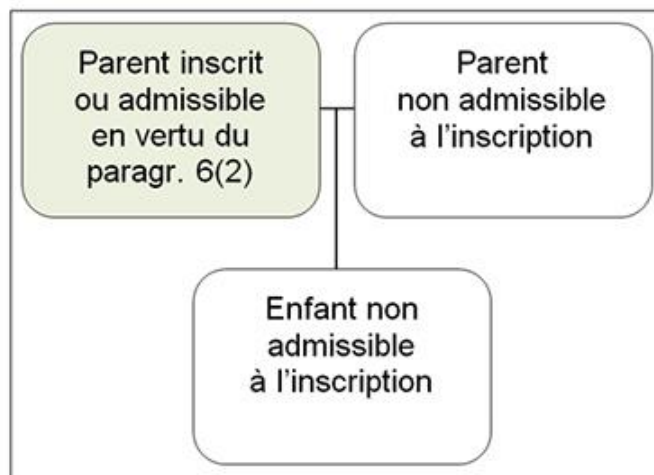 Parent inscrit
ou admissible
en vertu du
paragr. 6(2)
Parent
non admissible
à l’inscription
Enfant non
admissible
à l’inscription